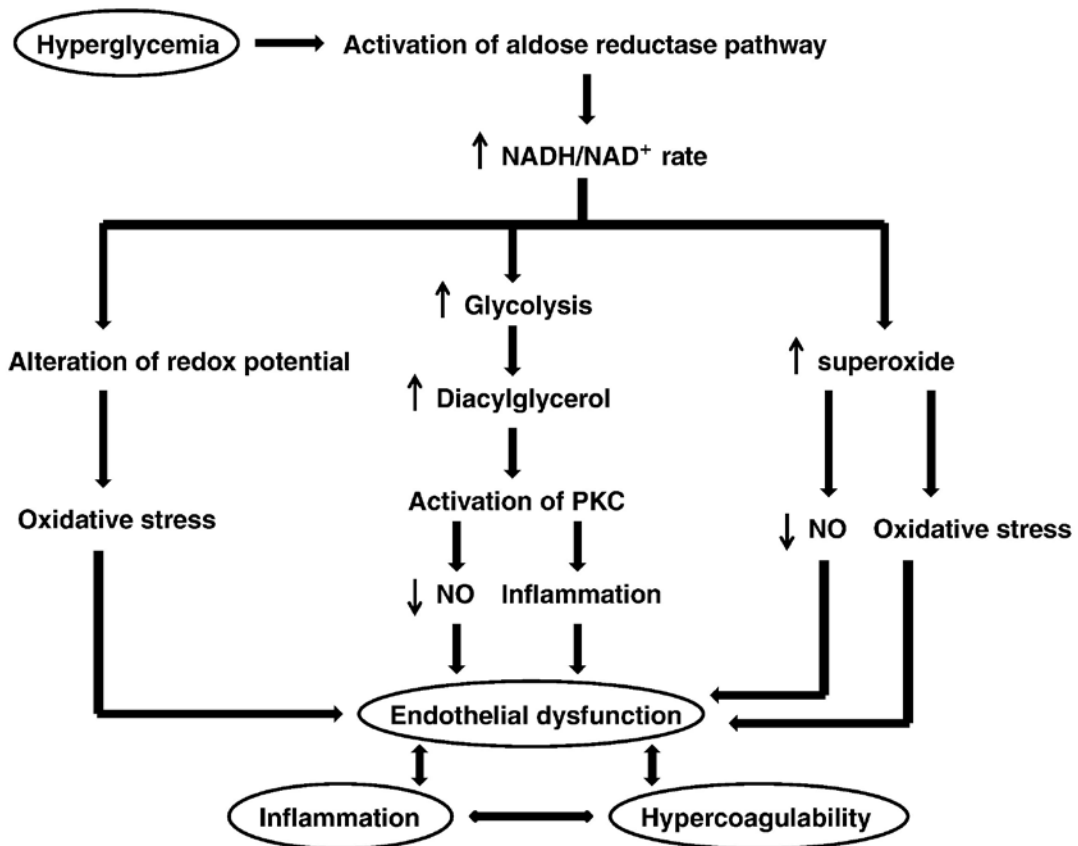 Hyperglycemia
Activation of aldose reductase pathway
↑ NADH/NAD⁺ rate
↑ Glycolysis
Alteration of redox potential
↑ superoxide
↑ Diacylglycerol
Activation of PKC
Oxidative stress
↓ NO
Oxidative stress
↓ NO
Inflammation
Endothelial dysfunction
Inflammation
Hypercoagulability